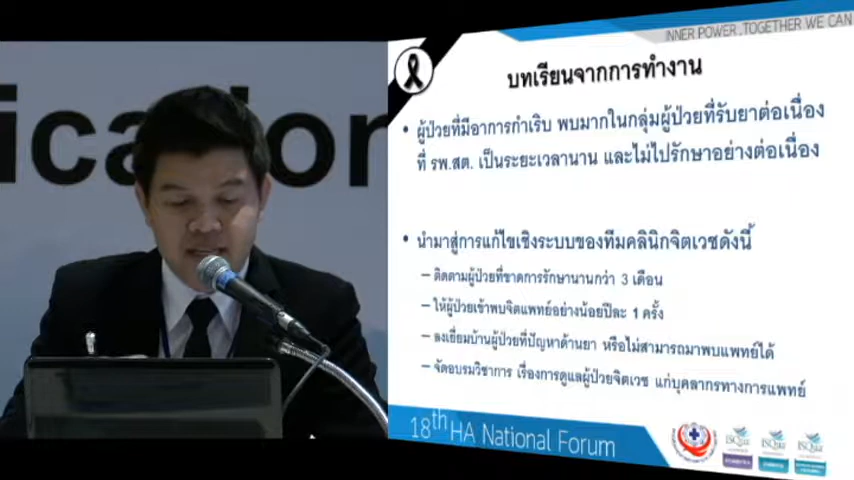 INNER POWER , TOGETHER WE CAN
บทเรียนจากการทำงาน
• ผู้ป่วยที่มีอาการกำเริบ พบมากในกลุ่มผู้ป่วยที่รับยาต่อเนื่อง
ที่ รพ.สต. เป็นระยะเวลานาน และไม่ไปรักษาอย่างต่อเนื่อง
• นำมาสู่การแก้ไขเชิงระบบของทีมคลินิกจิตเวชดังนี้
– ติดตามผู้ป่วยที่ขาดการรักษานานกว่า 3 เดือน
– ให้ผู้ป่วยเข้าพบจิตแพทย์อย่างน้อยปีละ 1 ครั้ง
– ลงเยี่ยมบ้านผู้ป่วยที่ปัญหาด้านยา หรือไม่สามารถมาพบแพทย์ได้
– จัดอบรมวิชาการ เรื่องการดูแลผู้ป่วยจิตเวช แก่บุคลากรทางการแพทย์
18th HA National Forum